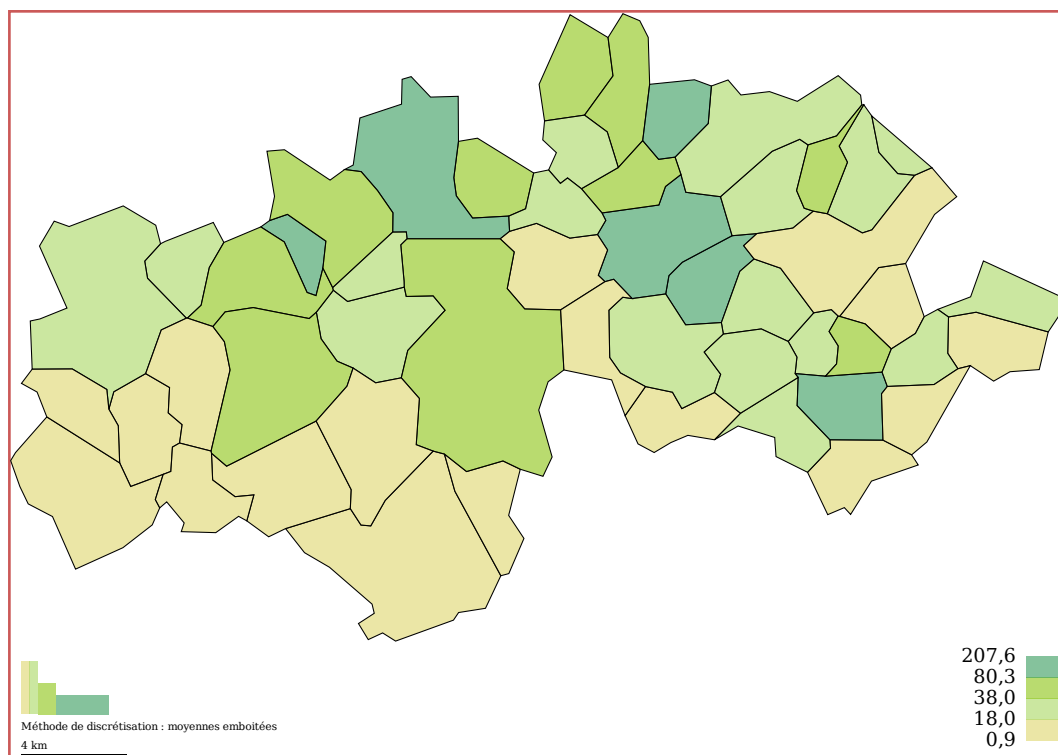 207,6
80,3
38,0
18,0
0,9
Méthode de discrétisation : moyennes emboitées
4 km